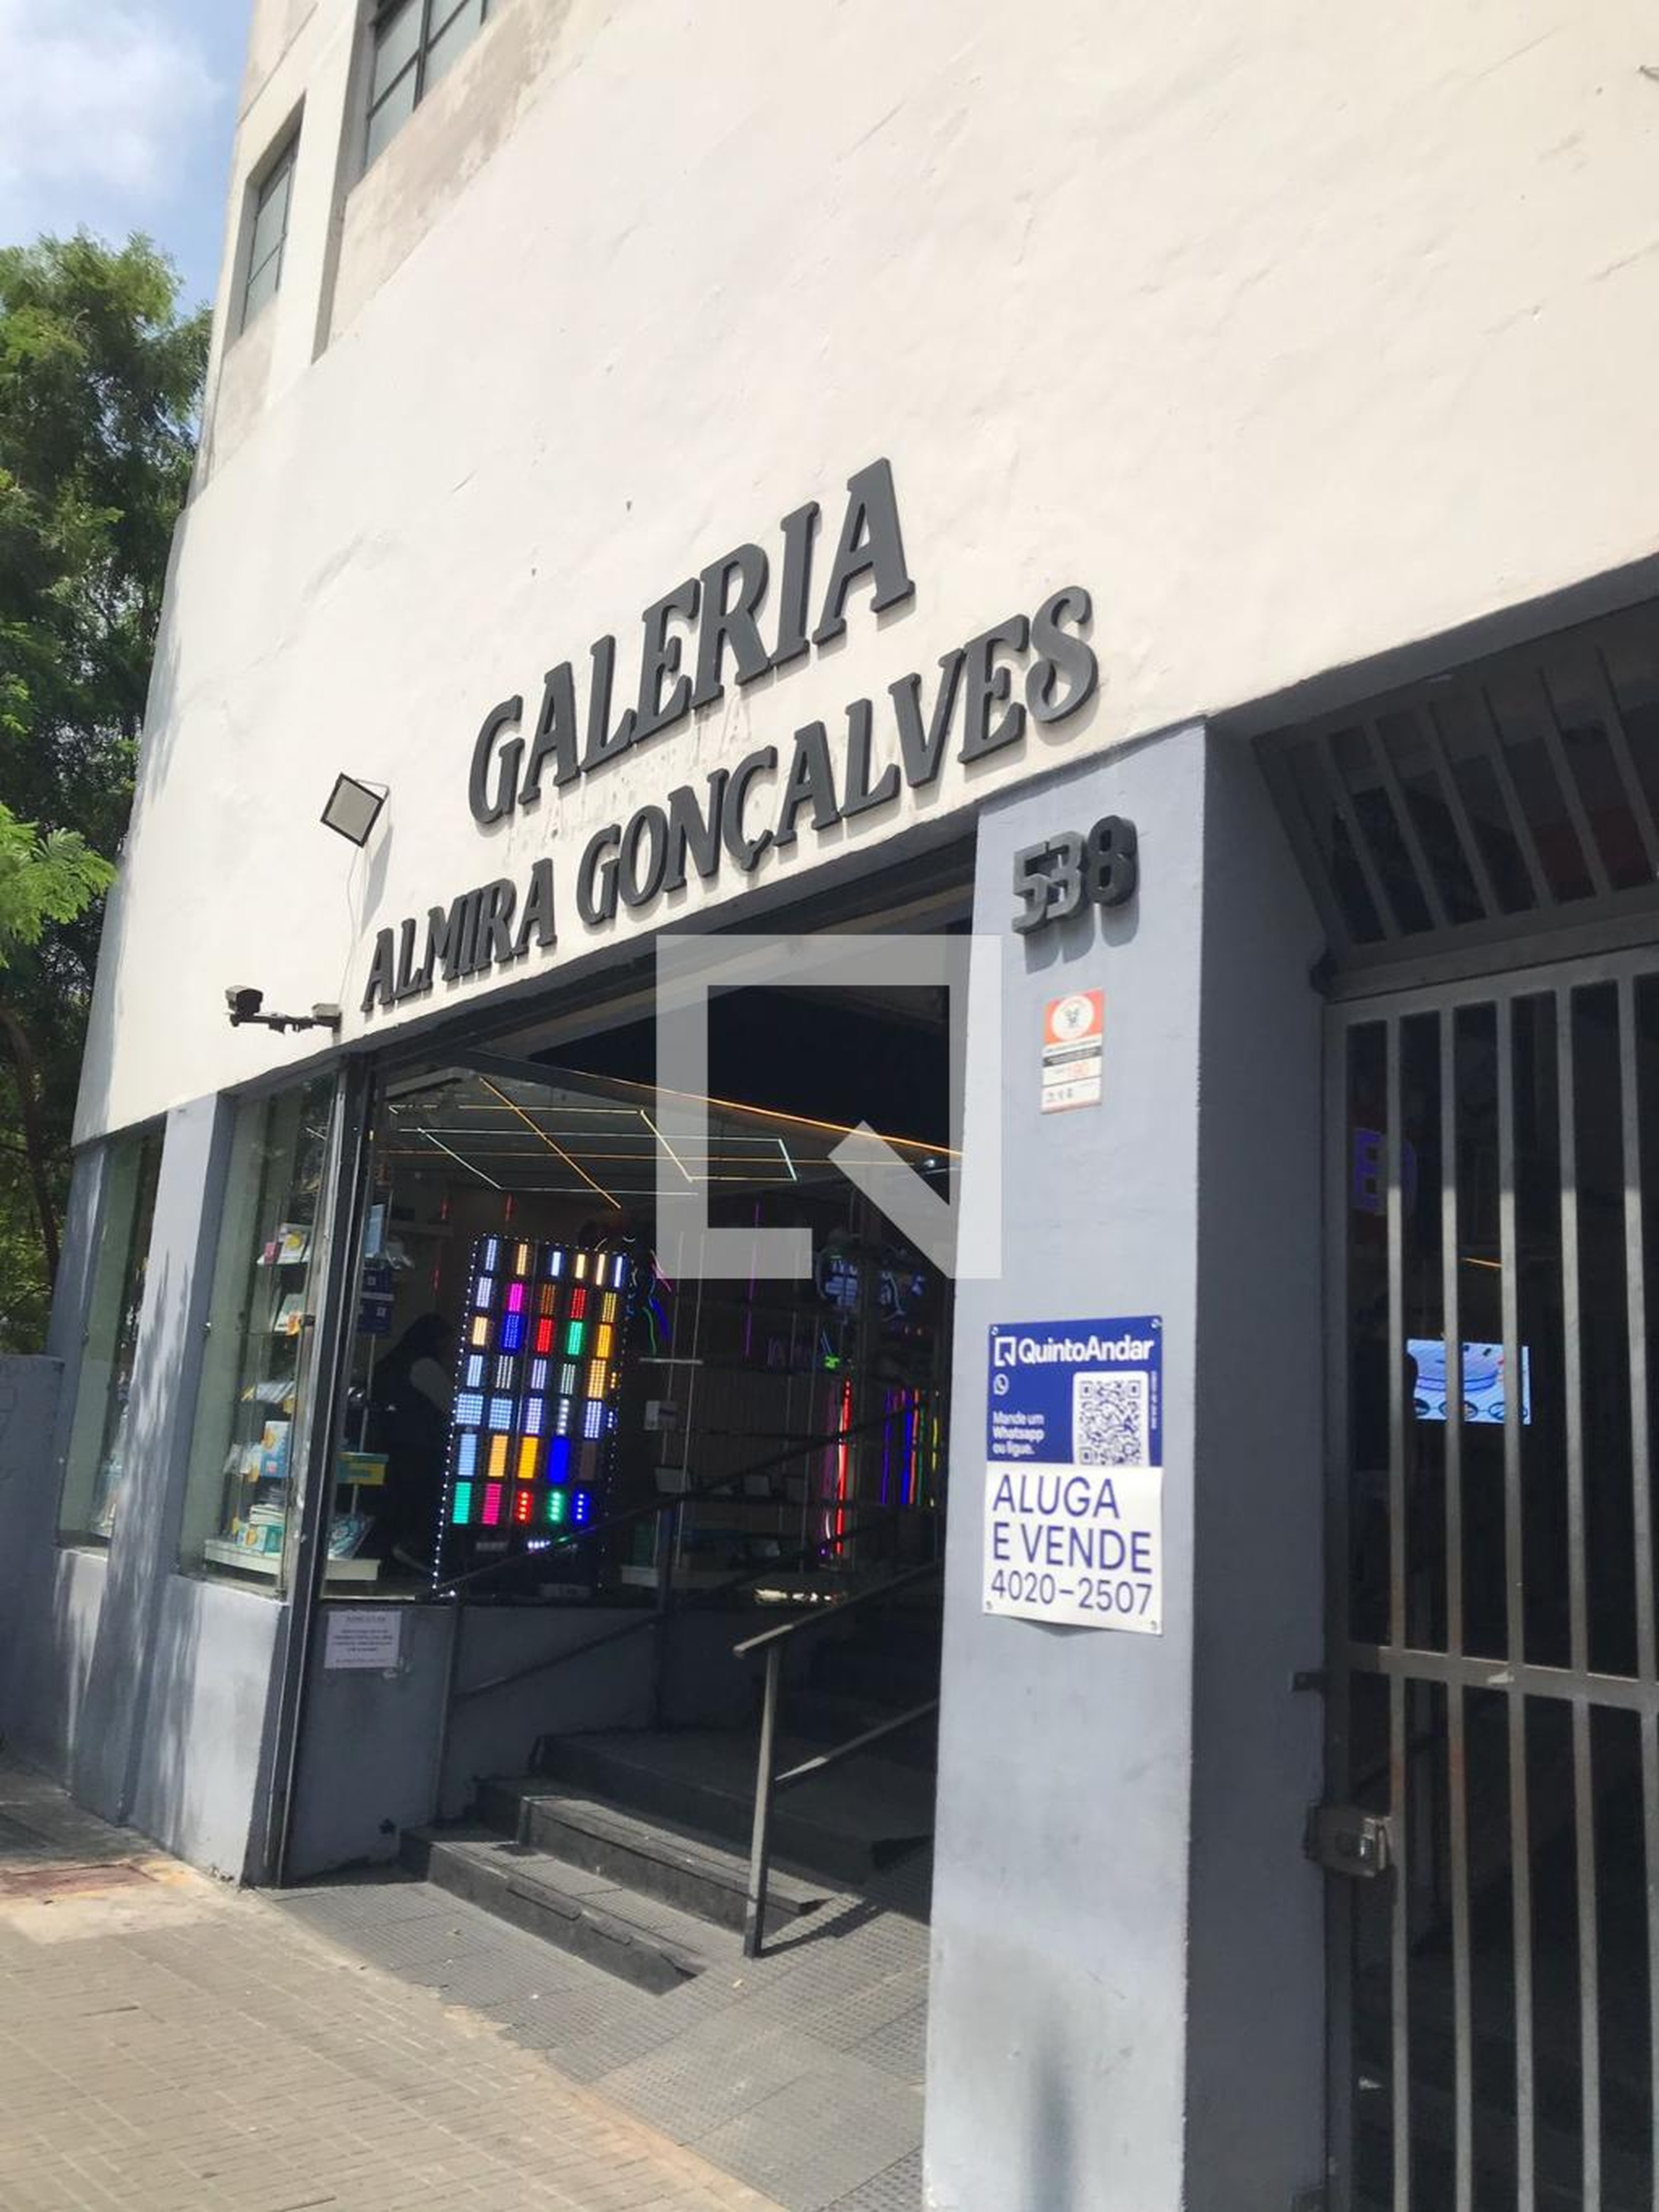 GALERIA
ALMIRA GONÇALVES
538
QuintoAndar
Mande um
Whatsapp
ou ligue.
ALUGA
E VENDE
4020-2507